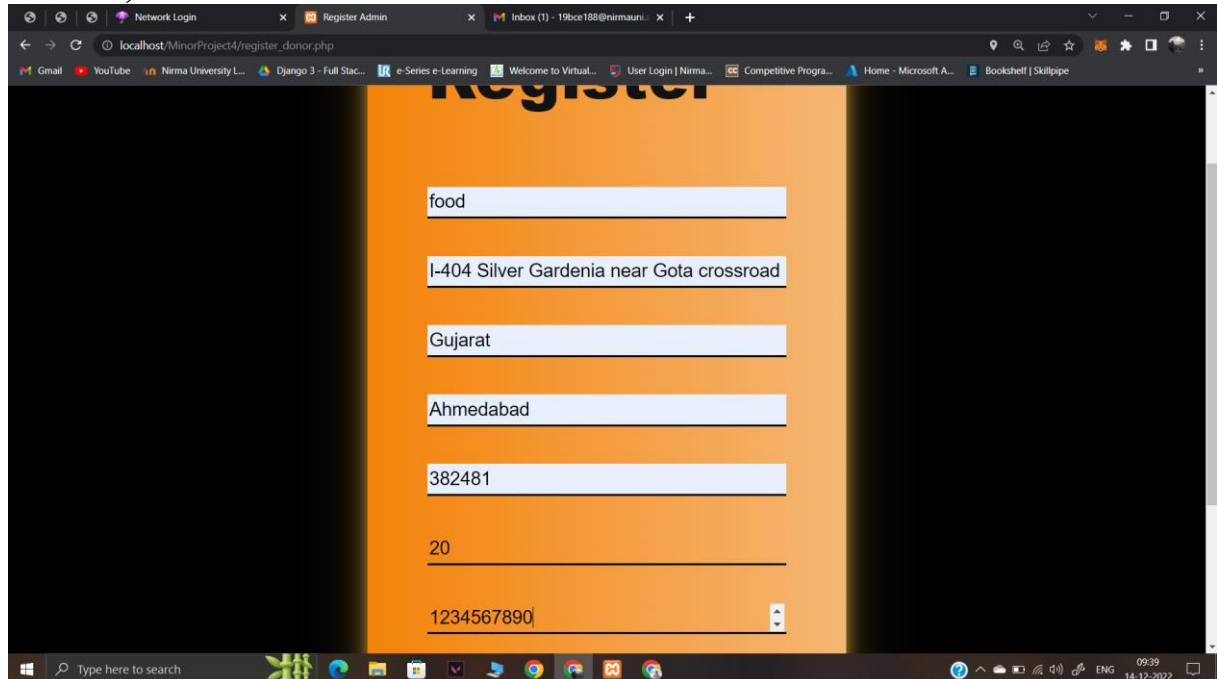 Network Login
Register Admin
Inbox (1) - 19bce188@nirmauni.
localhost/MinorProject4/register_donor.php
Gmail YouTube Nirma University L... Django 3 - Full Stac... e-Series e-Learning Welcome to Virtual... User Login | Nirma... Competitive Progra... Home - Microsoft A... Bookshelf | Skillpipe
Register
food
I-404 Silver Gardenia near Gota crossroad
Gujarat
Ahmedabad
382481
20
1234567890
Type here to search
ENG
09:39
14-12-2022